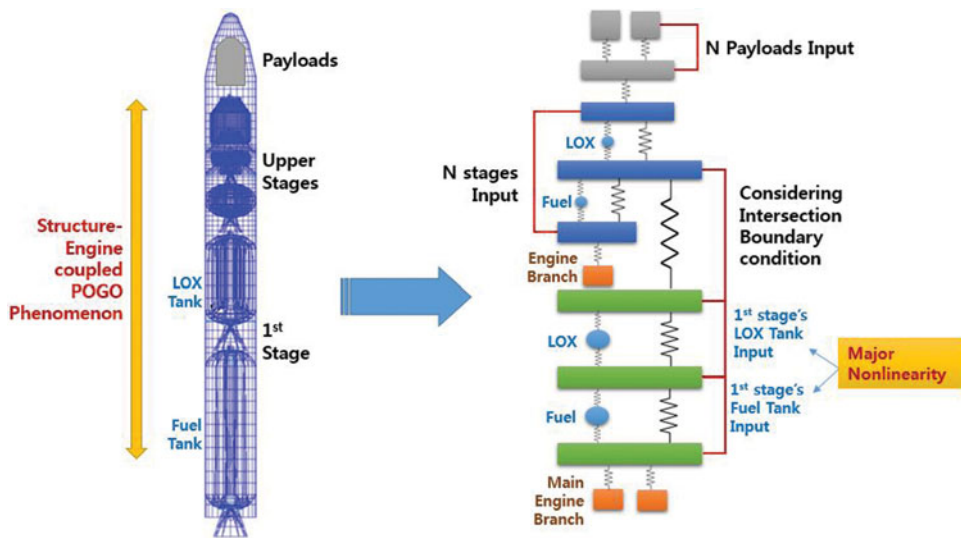 Payloads
Upper
Stages
Structure-
Engine
coupled
POGO
Phenomenon
LOX
Tank
1st
Stage
Fuel
Tank
N Payloads Input
LOX
N stages
Input
Fuel
Engine
Branch
Considering
Intersection
Boundary
condition
LOX
1st stage's
LOX Tank
Input
Major
Nonlinearity
Fuel
1st stage's
Fuel Tank
Input
Main
Engine
Branch